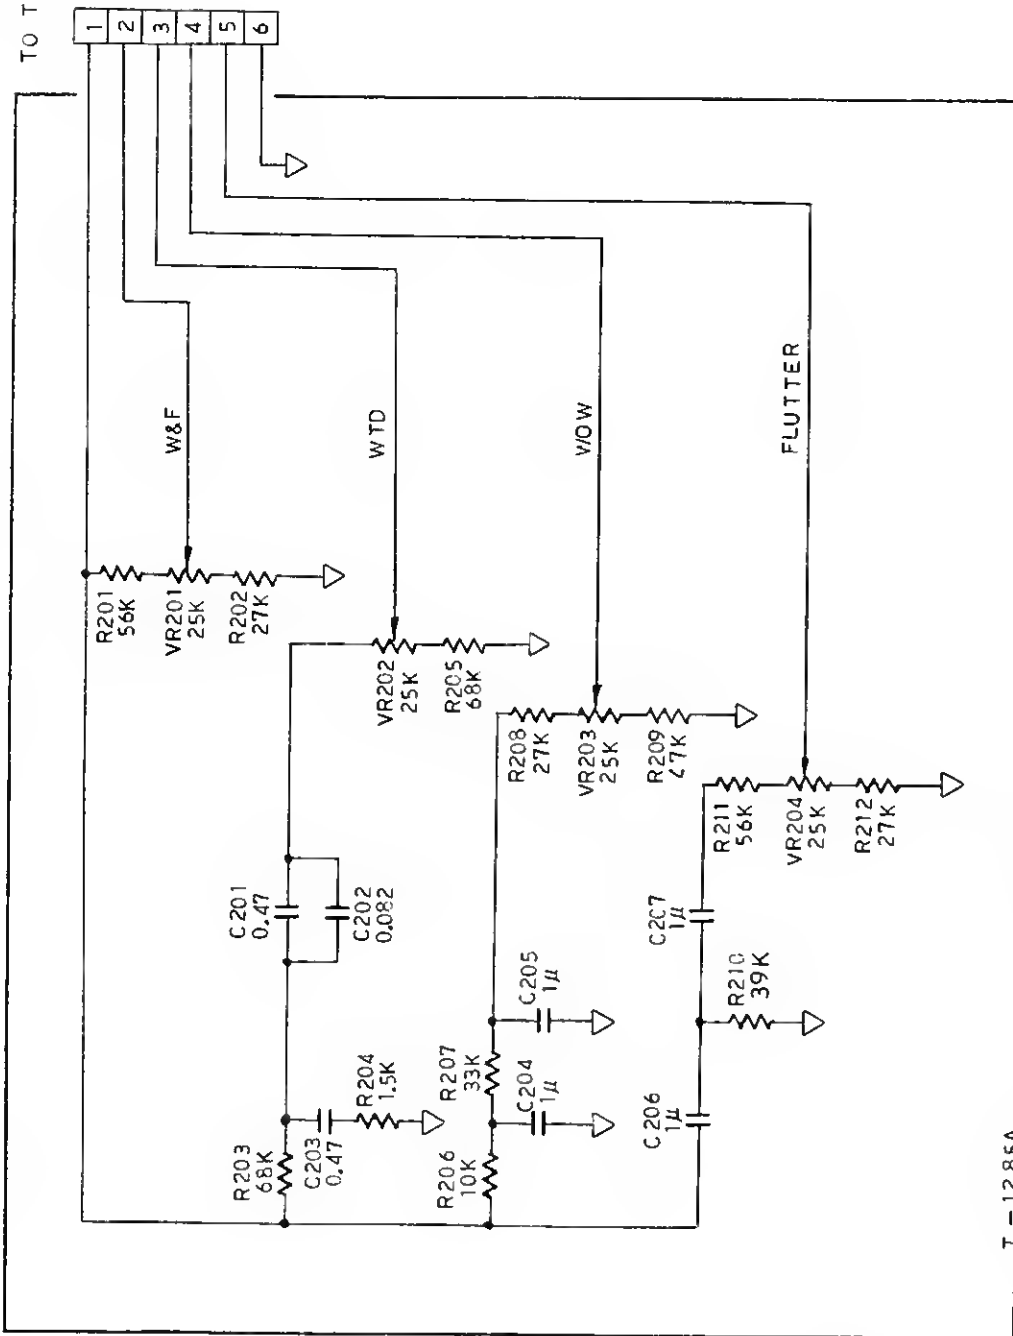 TO T
1
2
3
4
5
6
W&F
WTD
WOW
FLUTTER
R201
56K
VR201
25K
R202
27K
VR202
25K
R205
68K
R208
27K
VR203
25K
R209
47K
R211
56K
VR204
25K
R212
27K
C201
0.47
C202
0.082
C205
1μ
C207
1μ
R210
39K
R203
68K
C203
0.47
R204
1.5K
R206
10K
R207
33K
C204
1μ
C206
1μ